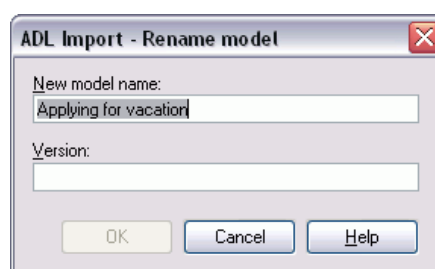 ADL Import - Rename model
New model name:
Applying for vacation
Version:
OK Cancel Help